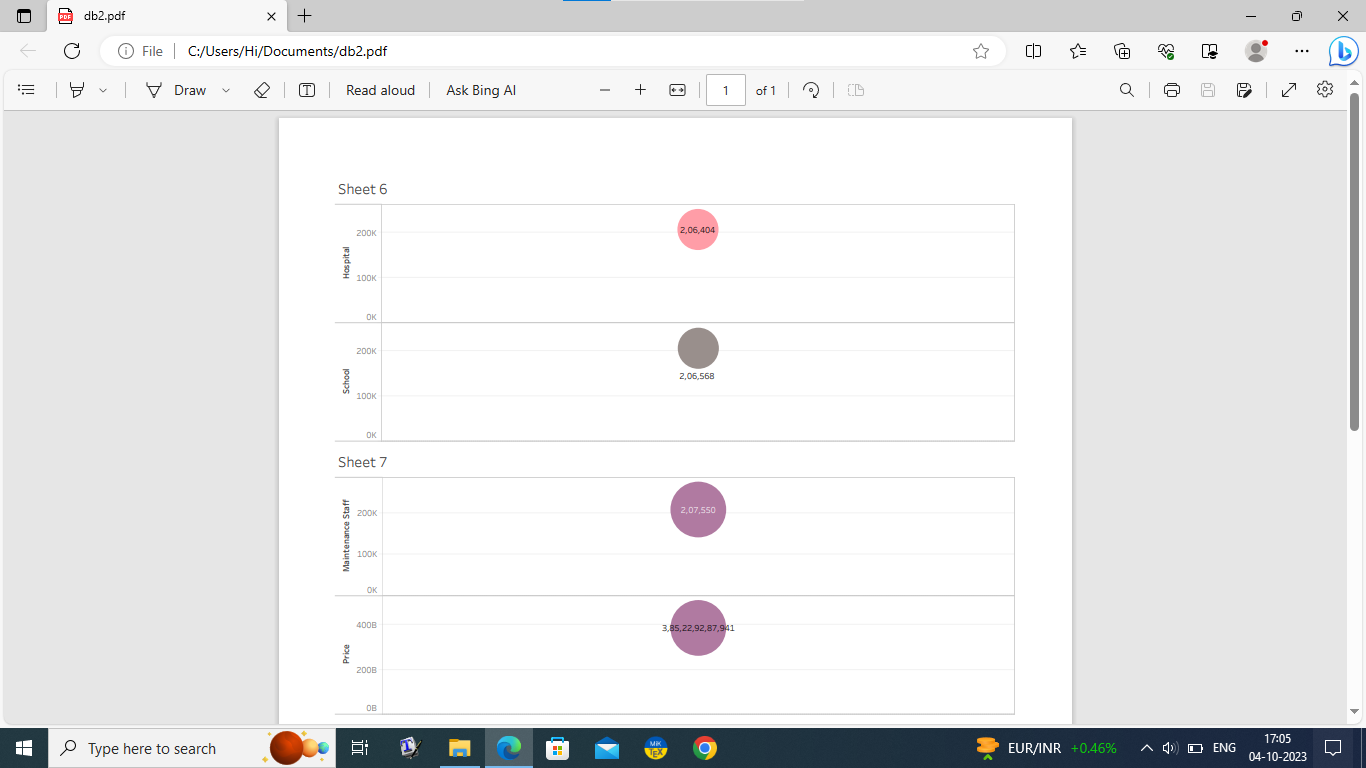 db2.pdf
File C:/Users/Hi/Documents/db2.pdf
Draw Read aloud Ask Bing AI 1 of 1
Sheet 6
Hospital
200K
100K
0K
2,06,404
School
200K
100K
0K
2,06,568
Sheet 7
Maintenance Staff
200K
100K
0K
2,07,550
Price
400B
200B
0B
3,85,22,92,87,941
Type here to search
EUR/INR +0.46%
ENG
17:05
04-10-2023